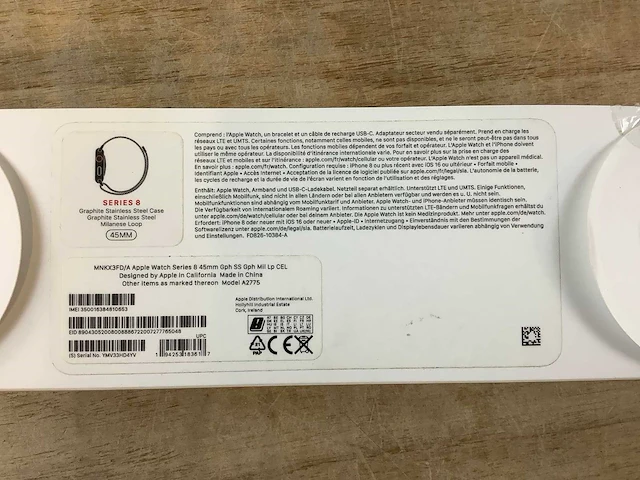 SERIES 8
Graphite Stainless Steel Case
Graphite Stainless Steel
Milanese Loop
45MM
Comprend : l'Apple Watch, un bracelet et un câble de recharge USB-C. Adaptateur secteur vendu séparément. Prend en charge les
réseaux LTE et UMTS. Certaines fonctions, notamment celles mobiles, ne sont pas disponibles, et ne le seront peut-être pas dans tous
les pays ou avec tous les opérateurs. Les fonctions mobiles dépendent de vos forfait et opérateur. L'Apple Watch et l'iPhone doivent
utiliser le même opérateur. La disponibilité d'itinérance internationale varie. Pour en savoir plus sur la prise en charge des
réseaux LTE et mobiles et sur l'itinérance : apple.com/fr/watch/cellular ou votre opérateur. L'Apple Watch n'est pas un appareil médical.
En savoir plus : apple.com/fr/watch. Configuration requise : iPhone 8 ou plus récent avec iOS 16 ou ultérieur • Forfait mobile •
identifiant Apple • Accès Internet • Acceptation de la licence de logiciel publiée sur apple.com/fr/legal/sla. L'autonomie de la batterie,
les cycles de recharge et la durée de vie de l'écran varient en fonction de l'utilisation et des réglages.
Enthält: Apple Watch, Armband und USB-C-Ladekabel. Netzteil separat erhältlich. Unterstützt LTE und UMTS. Einige Funktionen,
einschließlich Mobilfunk, sind nicht in allen Ländern oder bei allen Anbietern verfügbar und werden es u. U. nicht sein.
Mobilfunkfunktionen sind abhängig von Mobilfunktarif und Anbieter. Apple Watch- und iPhone-Anbieter müssen identisch sein.
Die Verfügbarkeit von internationalem Roaming variiert. Informationen zu unterstützten LTE-Bändern und Mobilfunkfragen erhältst du
unter apple.com/de/watch/cellular oder bei deinem Anbieter. Die Apple Watch ist kein Medizinprodukt. Mehr unter apple.com/de/watch.
Erfordert: iPhone 8 oder neuer mit iOS 16 oder neuer • Apple-ID • Internetzugang • Einverständnis mit den Bestimmungen der
Softwarelizenz unter apple.com/de/legal/sla. Batterielaufzeit, Ladezyklen und Displaylebensdauer variieren abhängig von Verwendung
und Einstellungen. FD826-10384-A
MNKX3FD/A Apple Watch Series 8 45mm Gph SS Gph Mil Lp CEL
Designed by Apple in California Made in China
Other items as marked thereon Model A2775
IMEI 350016384610653
Apple Distribution International Ltd.
Hollyhill Industrial Estate
Cork, Ireland
EID 89043052008008886722007277765048
UPC
(S) Serial No. YMV33HD4YV
1 94253 18361 7
PAP
CE